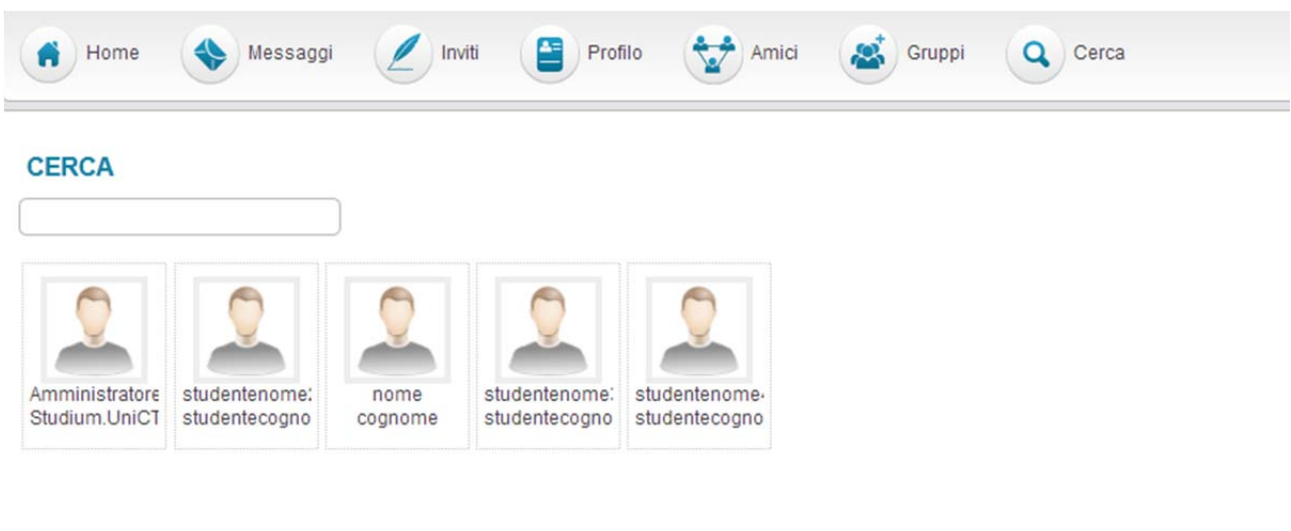 Home Messaggi Inviti Profilo Amici Gruppi Cerca
CERCA
Amministratore studentenome nome studentenome studentenome
Studium.UniCT studentecogno cognome studentecogno studentecogno